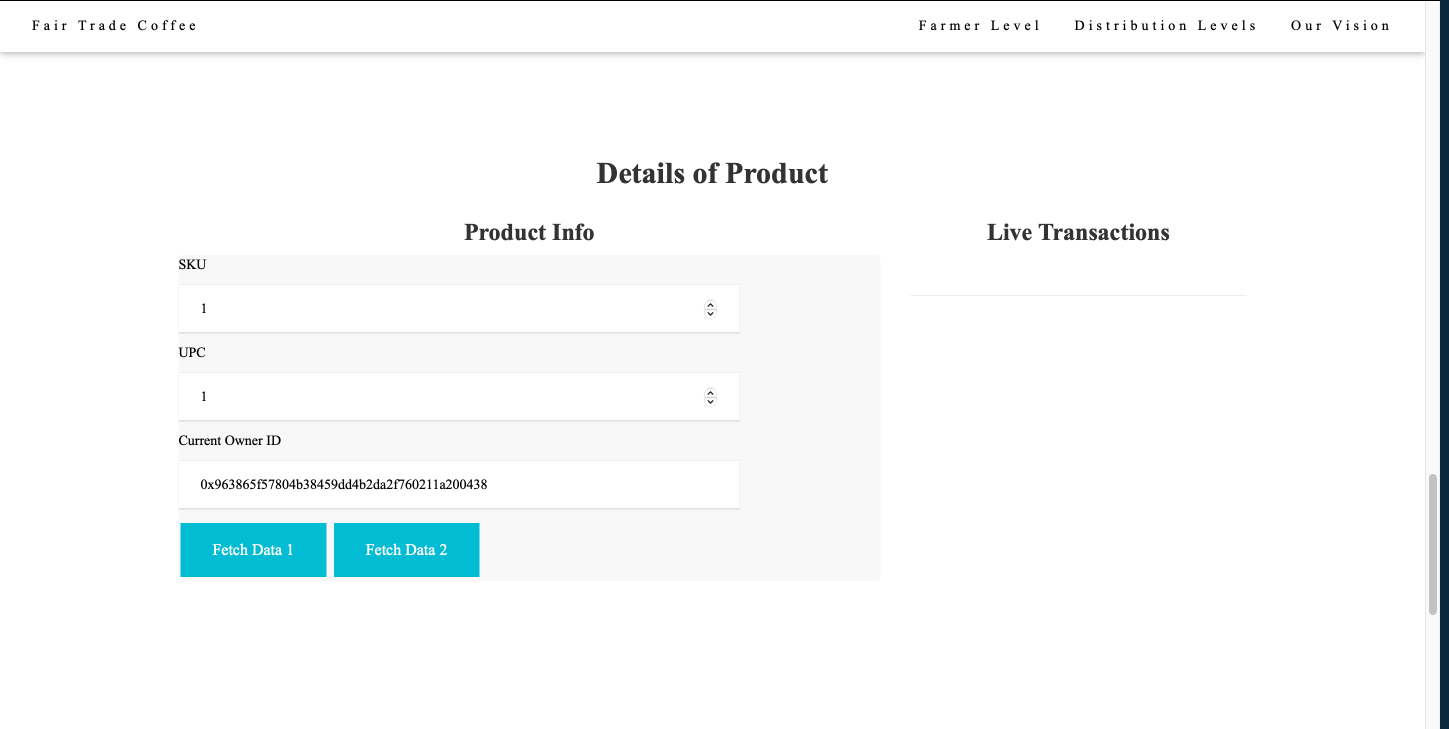 Fair Trade Coffee
Farmer Level
Distribution Levels
Our Vision
Details of Product
Product Info
Live Transactions
SKU
1
UPC
1
Current Owner ID
0x963865f57804b38459dd4b2da2f760211a200438
Fetch Data 1
Fetch Data 2